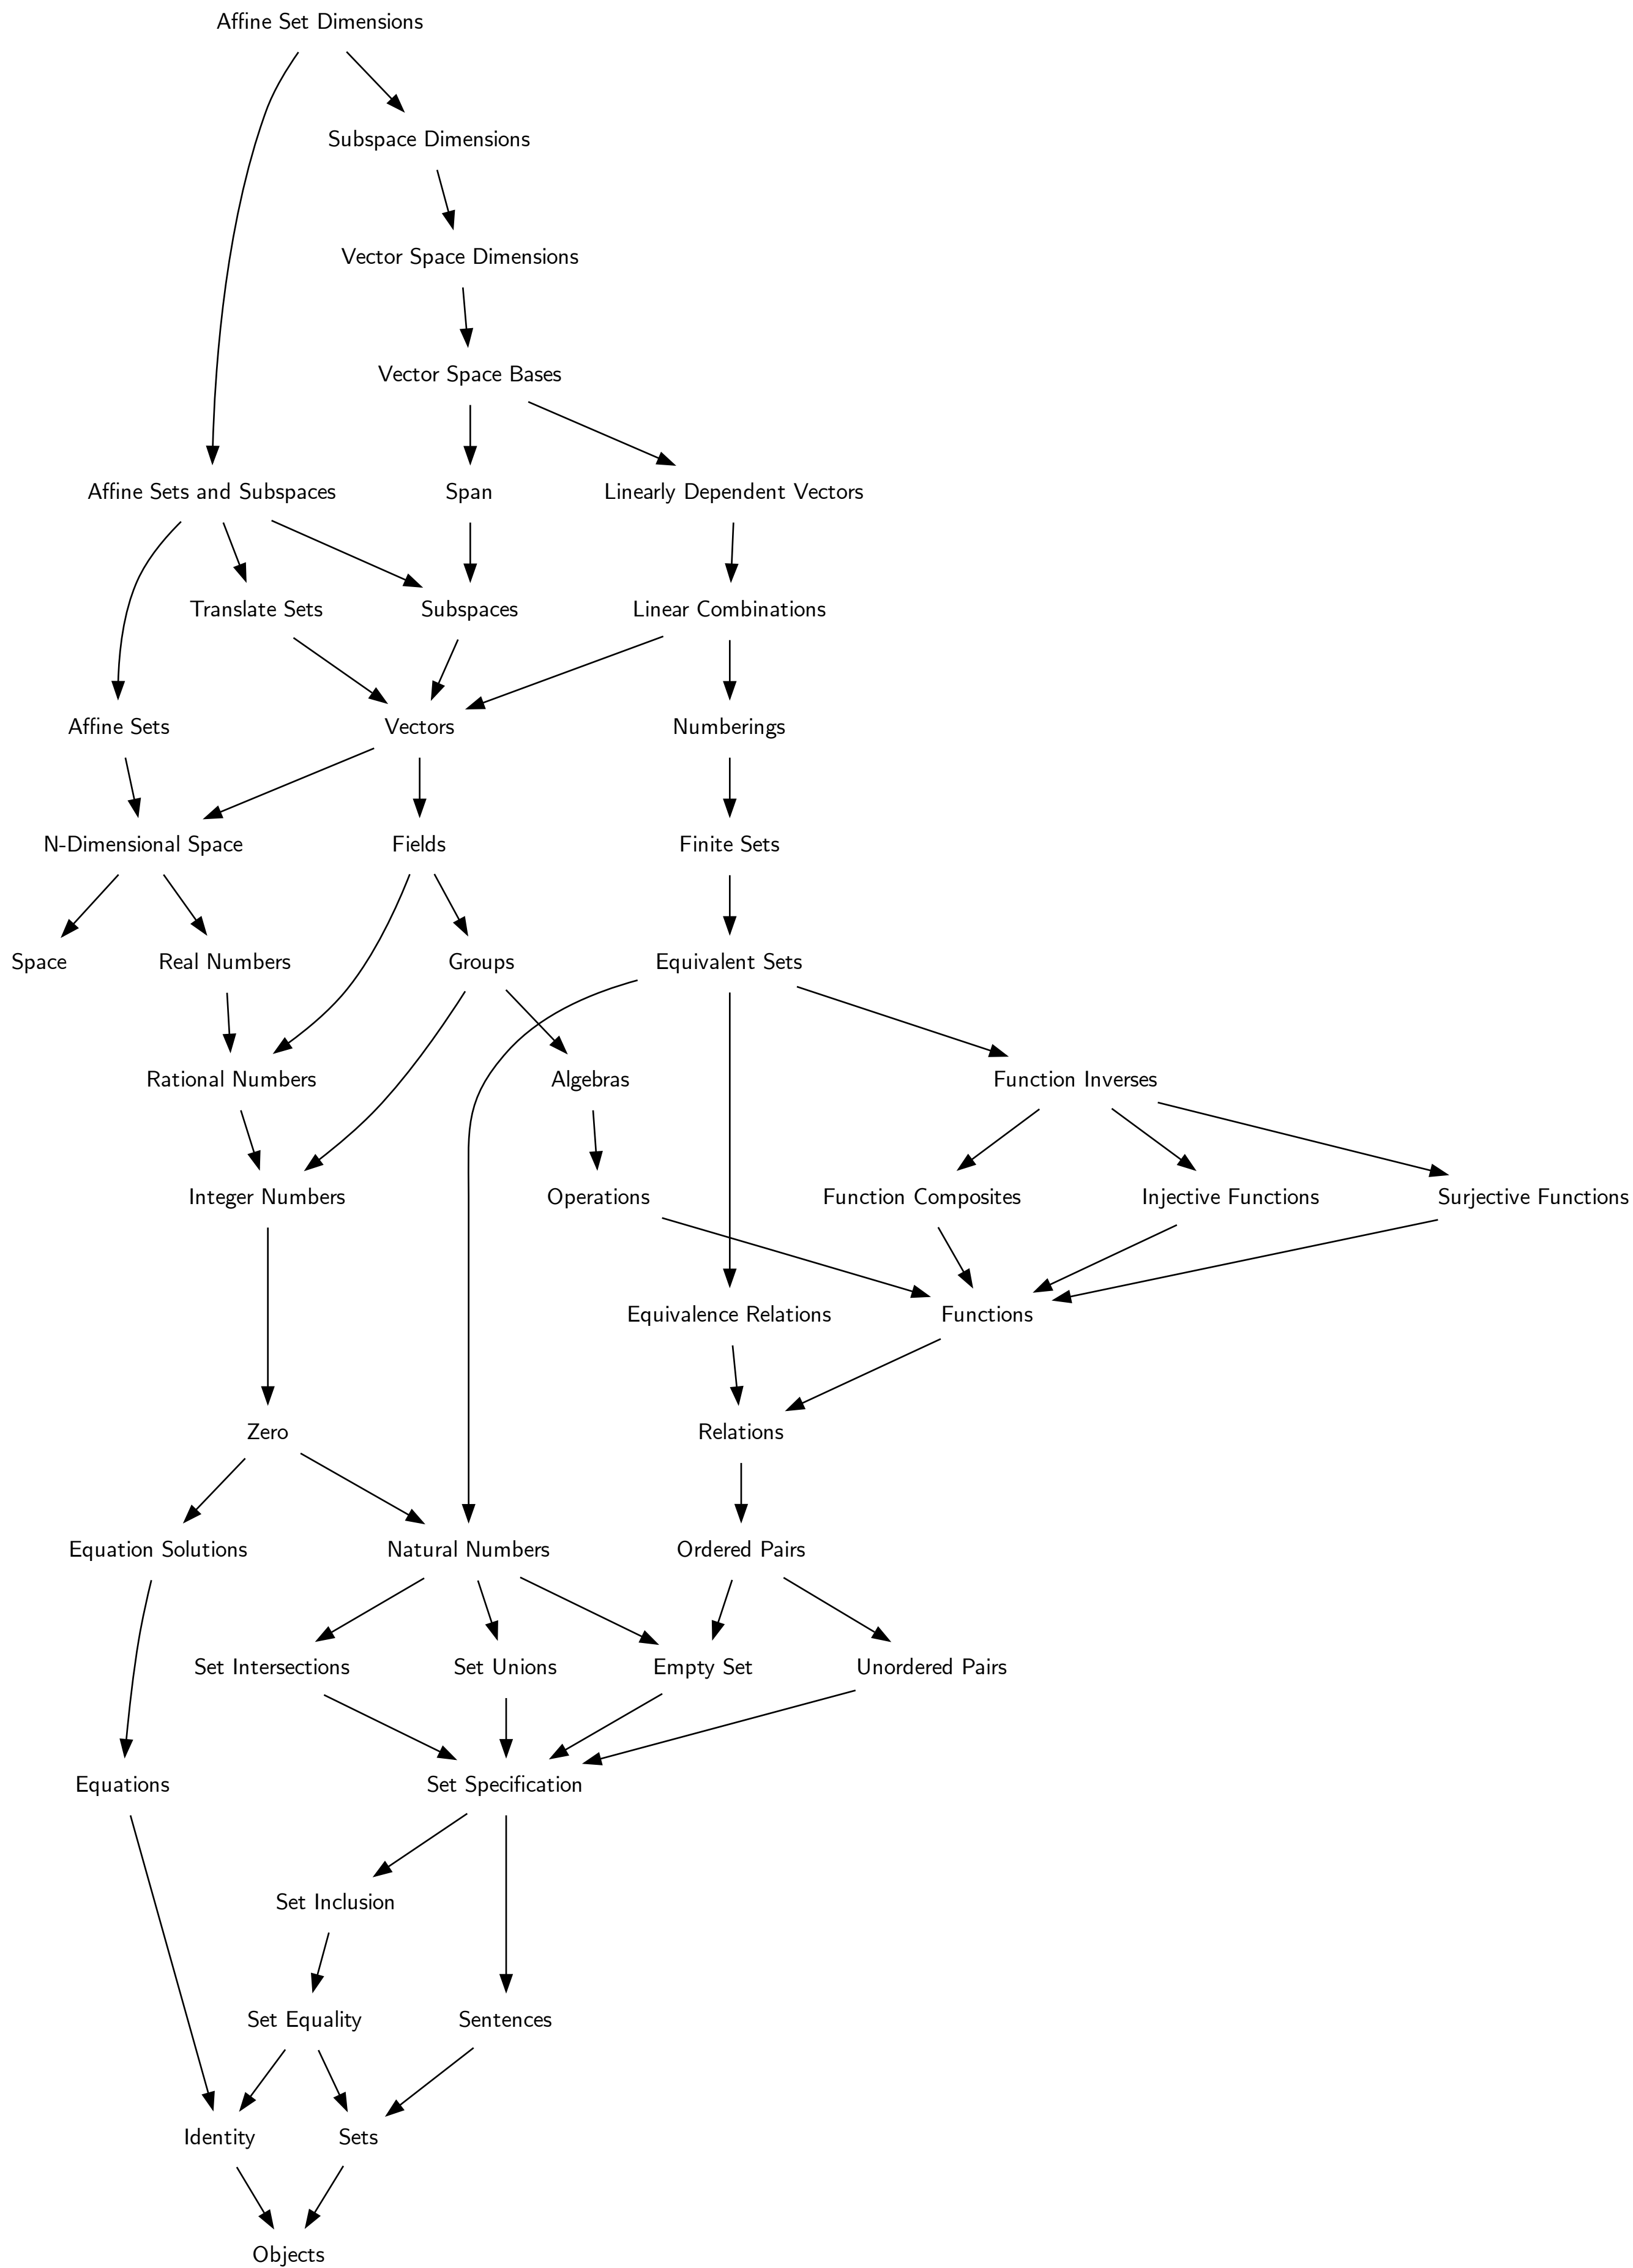 Affine Set Dimensions
Subspace Dimensions
Vector Space Dimensions
Vector Space Bases
Affine Sets and Subspaces
Span
Linearly Dependent Vectors
Translate Sets
Subspaces
Linear Combinations
Affine Sets
Vectors
Numberings
N-Dimensional Space
Fields
Finite Sets
Space
Real Numbers
Groups
Equivalent Sets
Rational Numbers
Algebras
Function Inverses
Integer Numbers
Operations
Function Composites
Injective Functions
Surjective Functions
Equivalence Relations
Functions
Zero
Relations
Equation Solutions
Natural Numbers
Ordered Pairs
Set Intersections
Set Unions
Empty Set
Unordered Pairs
Equations
Set Specification
Set Inclusion
Set Equality
Sentences
Identity
Sets
Objects